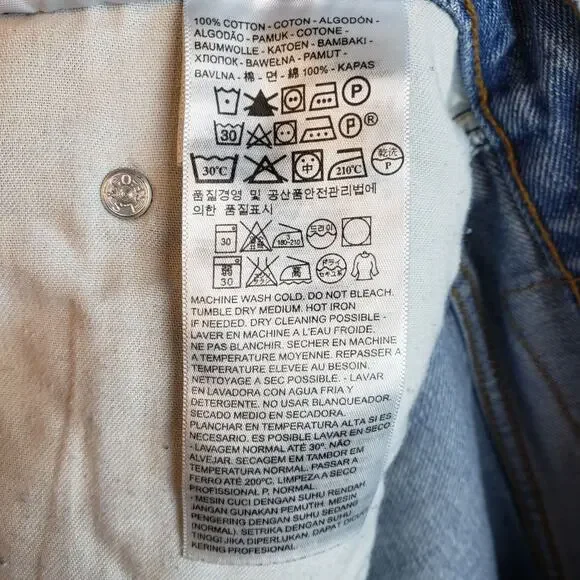 100% COTTON - COTON - ALGODÓN -
ALGODÃO - PAMUK - COTONE -
BAUMWOLLE - KATOEN - BAMBAKI -
ХЛОПОК - BAWEŁNA - PAMUT -
BAVLNA - 棉 - 면 - 綿 100% - KAPAS
P
30 P ®
30°C 中 210°C 乾洗 P
품질경영 및 공산품안전관리법에
의한 품질표시
30 3 180-210 드라이
30 ドライ
MACHINE WASH COLD. DO NOT BLEACH.
TUMBLE DRY MEDIUM. HOT IRON
IF NEEDED. DRY CLEANING POSSIBLE -
LAVER EN MACHINE A L'EAU FROIDE.
NE PAS BLANCHIR. SECHER EN MACHINE
A TEMPERATURE MOYENNE. REPASSER A
TEMPERATURE ELEVEE AU BESOIN.
NETTOYAGE A SEC POSSIBLE. - LAVAR
EN LAVADORA CON AGUA FRIA Y
DETERGENTE. NO USAR BLANQUEADOR.
SECADO MEDIO EN SECADORA.
PLANCHAR EN TEMPERATURA ALTA SI ES
NECESARIO. ES POSIBLE LAVAR EN SECO
- LAVAGEM NORMAL ATÉ 30°. NÃO
ALVEJAR. SECAGEM EM TAMBOR EM
TEMPERATURA NORMAL. PASSAR A
FERRO ATÉ 200°C. LIMPEZA A SECO
PROFISSIONAL P, NORMAL.
- MESIN CUCI DENGAN SUHU RENDAH.
JANGAN GUNAKAN PEMUTIH. MESIN
PENGERING DENGAN SUHU SEDANG
(NORMAL). SETRIKA DENGAN SUHU
TINGGI JIKA DIPERLUKAN. DAPAT DICUCI
KERING PROFESIONAL.